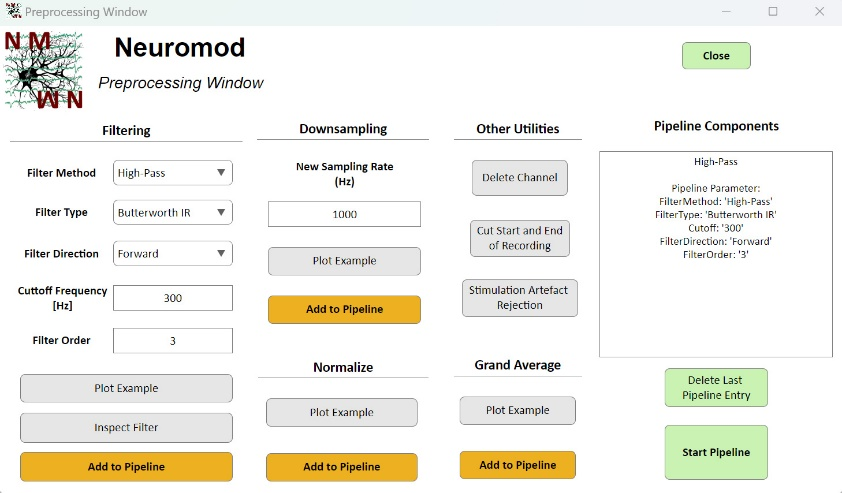 Preprocessing Window
N M
W N
Neuromod
Preprocessing Window
Close
Filtering
Filter Method
High-Pass
Filter Type
Butterworth IR
Filter Direction
Forward
Cuttoff Frequency
[Hz]
300
Filter Order
3
Plot Example
Inspect Filter
Add to Pipeline
Downsampling
New Sampling Rate
(Hz)
1000
Plot Example
Add to Pipeline
Normalize
Plot Example
Add to Pipeline
Other Utilities
Delete Channel
Cut Start and End
of Recording
Stimulation Artefact
Rejection
Grand Average
Plot Example
Add to Pipeline
Pipeline Components
High-Pass
Pipeline Parameter:
FilterMethod: 'High-Pass'
FilterType: 'Butterworth IR'
Cutoff: '300'
FilterDirection: 'Forward'
FilterOrder: '3'
Delete Last
Pipeline Entry
Start Pipeline